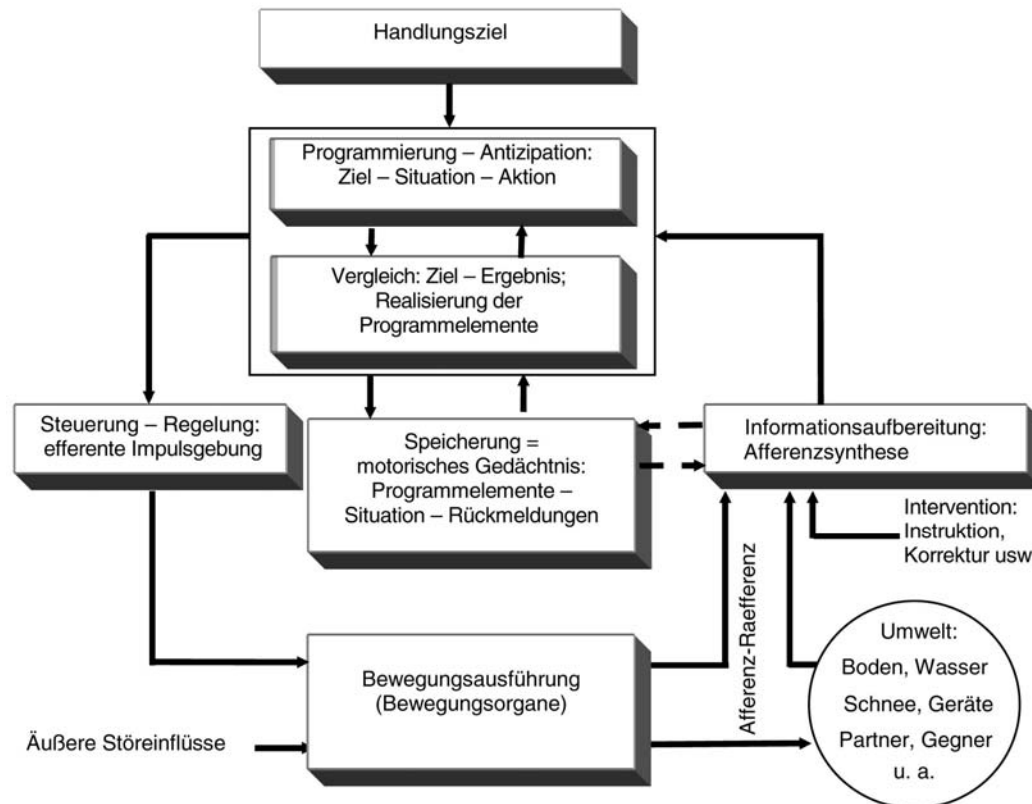 Handlungsziel
Programmierung – Antizipation:
Ziel – Situation – Aktion
Vergleich: Ziel – Ergebnis;
Realisierung der
Programmelemente
Steuerung – Regelung:
efferente Impulsgebung
Speicherung =
motorisches Gedächtnis:
Programmelemente –
Situation – Rückmeldungen
Informationsaufbereitung:
Afferenzsynthese
Intervention:
Instruktion,
Korrektur usw
Afferenz-Raefferenz
Umwelt:
Boden, Wasser
Schnee, Geräte
Partner, Gegner
u. a.
Bewegungsausführung
(Bewegungsorgane)
Äußere Störeinflüsse